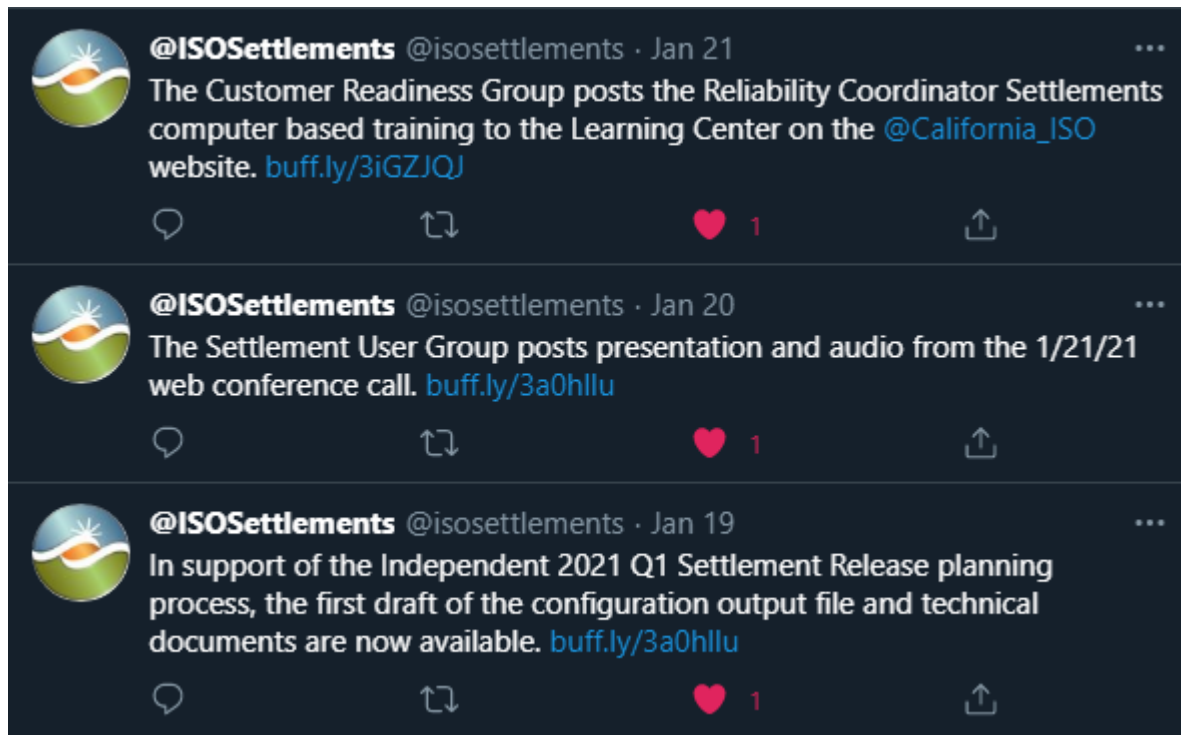 @ISOSettlements @isosettlements · Jan 21
The Customer Readiness Group posts the Reliability Coordinator Settlements
computer based training to the Learning Center on the @California_ISO
website. buff.ly/3iGZJQJ
1
@ISOSettlements @isosettlements · Jan 20
The Settlement User Group posts presentation and audio from the 1/21/21
web conference call. buff.ly/3a0hllu
1
@ISOSettlements @isosettlements · Jan 19
In support of the Independent 2021 Q1 Settlement Release planning
process, the first draft of the configuration output file and technical
documents are now available. buff.ly/3a0hllu
1